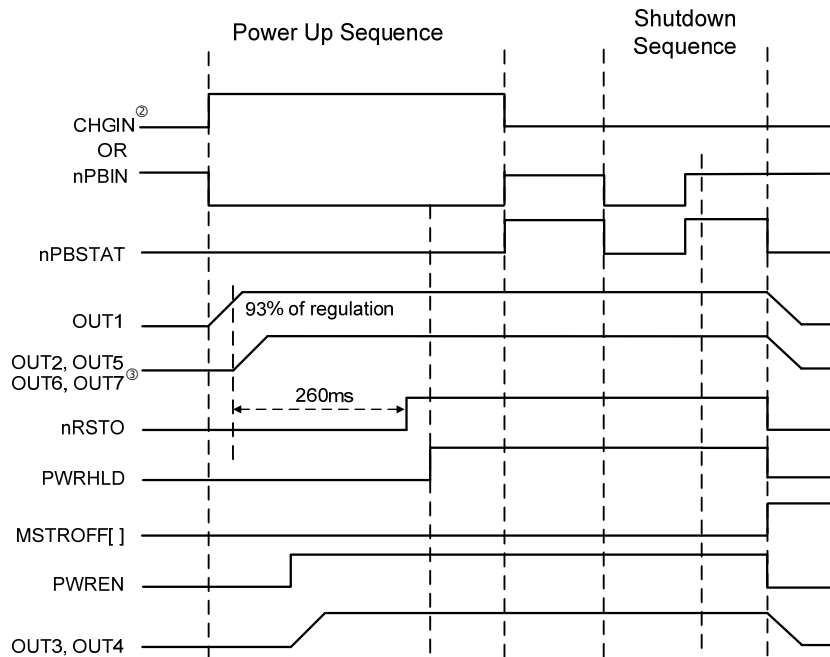 Power Up Sequence
Shutdown
Sequence
CHGIN②
OR
nPBIN
nPBSTAT
93% of regulation
OUT1
OUT2, OUT5
OUT6, OUT7③
260ms
nRSTO
PWRHLD
MSTROFF[ ]
PWREN
OUT3, OUT4